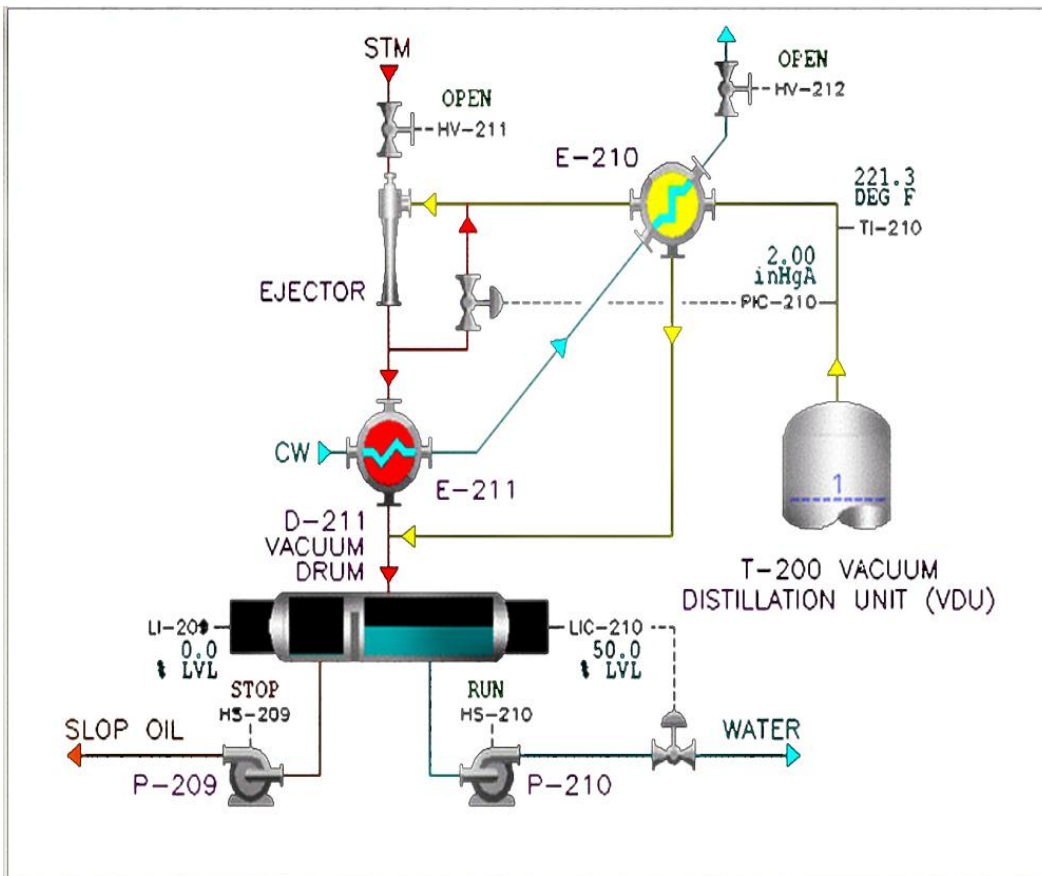 STM
OPEN
HV-211
OPEN
HV-212
E-210
221.3
DEG F
TI-210
2.00
inHgA
PIC-210
EJECTOR
CW
E-211
1
D-211
VACUUM
DRUM
T-200 VACUUM
DISTILLATION UNIT (VDU)
LI-209
0.0
% LVL
LIC-210
50.0
% LVL
STOP
HS-209
RUN
HS-210
SLOP OIL
WATER
P-209
P-210